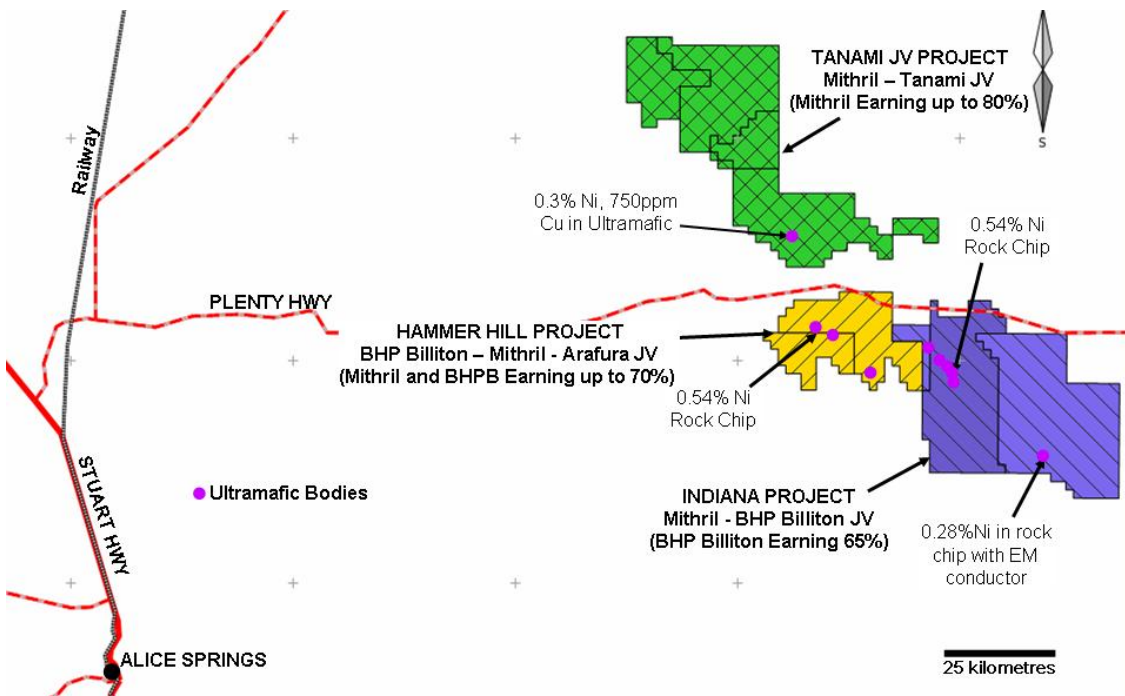 TANAMI JV PROJECT
Mithril – Tanami JV
(Mithril Earning up to 80%)
S
Railway
0.3% Ni, 750ppm
Cu in Ultramafic
0.54% Ni
Rock Chip
PLENTY HWY
HAMMER HILL PROJECT
BHP Billiton – Mithril - Arafura JV
(Mithril and BHPB Earning up to 70%)
0.54% Ni
Rock Chip
STUART HWY
Ultramafic Bodies
INDIANA PROJECT
Mithril - BHP Billiton JV
(BHP Billiton Earning 65%)
0.28%Ni in rock
chip with EM
conductor
ALICE SPRINGS
25 kilometres